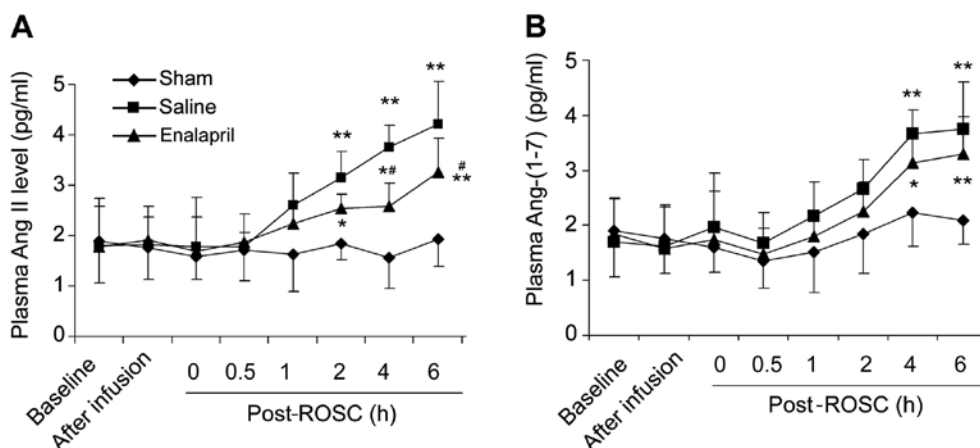 A
Plasma Ang II level (pg/ml)
5
4
3
2
1
0
Sham
Saline
Enalapril
**
**
**
*#
#
**
*
Baseline
After infusion
0 0.5 1 2 4 6
Post-ROSC (h)
B
Plasma Ang-(1-7) (pg/ml)
5
4
3
2
1
0
**
**
*
**
Baseline
After infusion
0 0.5 1 2 4 6
Post-ROSC (h)